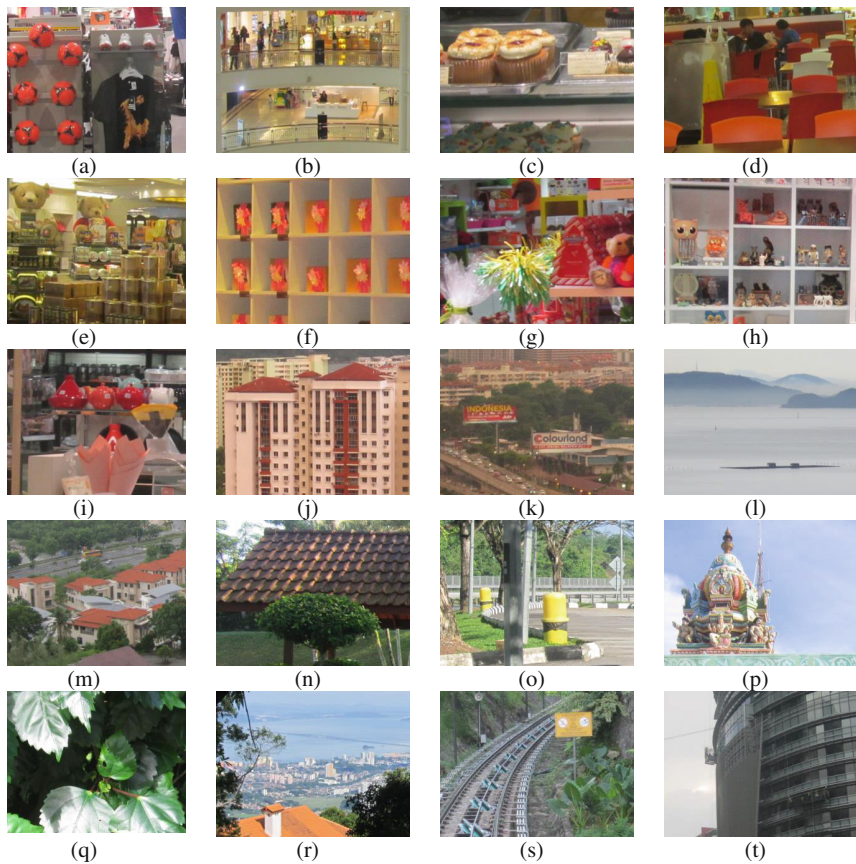 (a) (b) (c) (d)
(e) (f) (g) (h)
INDONESIA
Colourland
(i) (j) (k) (l)
(m) (n) (o) (p)
(q) (r) (s) (t)